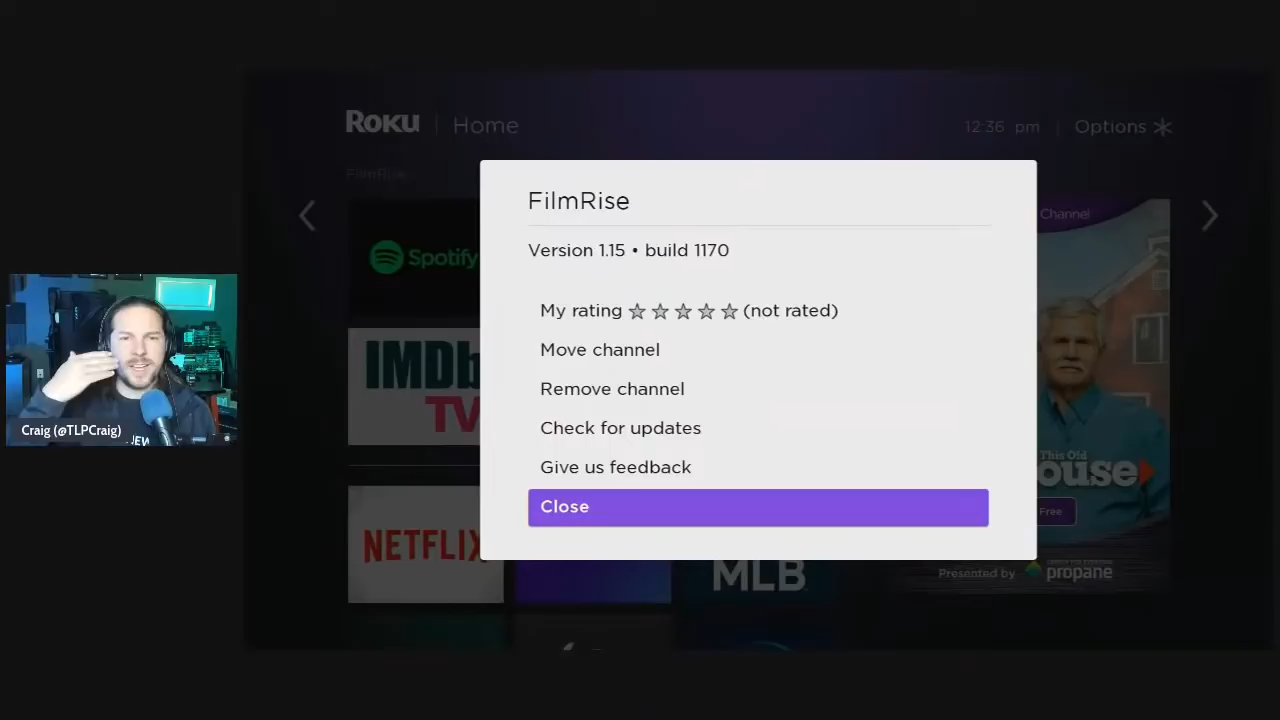 Roku | Home
12:36 pm | Options
FilmRise
Channel
FilmRise
Version 1.15 • build 1170
My rating ☆☆☆☆☆ (not rated)
Move channel
Remove channel
Check for updates
Give us feedback
Close
Spotify
IMDb
TV
NETFLIX
MLB
This Old
ouse
Free
Presented by propane
Craig (@TLPCraig)